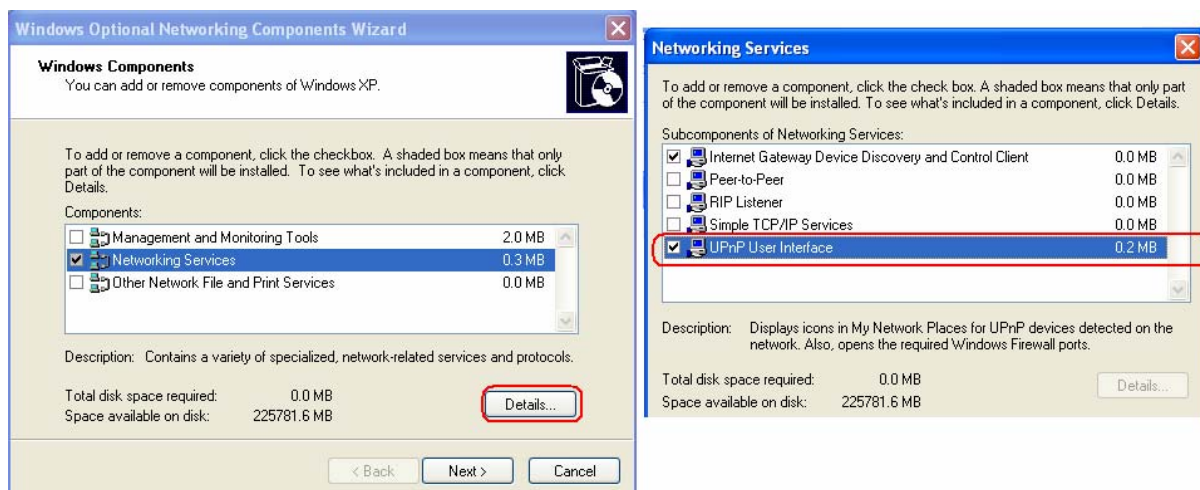 Windows Optional Networking Components Wizard
Windows Components
You can add or remove components of Windows XP.
To add or remove a component, click the checkbox. A shaded box means that only
part of the component will be installed. To see what's included in a component, click
Details.
Components:
Management and Monitoring Tools 2.0 MB
Networking Services 0.3 MB
Other Network File and Print Services 0.0 MB
Description: Contains a variety of specialized, network-related services and protocols.
Total disk space required: 0.0 MB
Space available on disk: 225781.6 MB
Details...
< Back
Next >
Cancel
Networking Services
To add or remove a component, click the check box. A shaded box means that only part
of the component will be installed. To see what's included in a component, click Details.
Subcomponents of Networking Services:
Internet Gateway Device Discovery and Control Client 0.0 MB
Peer-to-Peer 0.0 MB
RIP Listener 0.0 MB
Simple TCP/IP Services 0.0 MB
UPnP User Interface 0.2 MB
Description: Displays icons in My Network Places for UPnP devices detected on the
network. Also, opens the required Windows Firewall ports.
Total disk space required: 0.0 MB
Space available on disk: 225781.6 MB
Details...